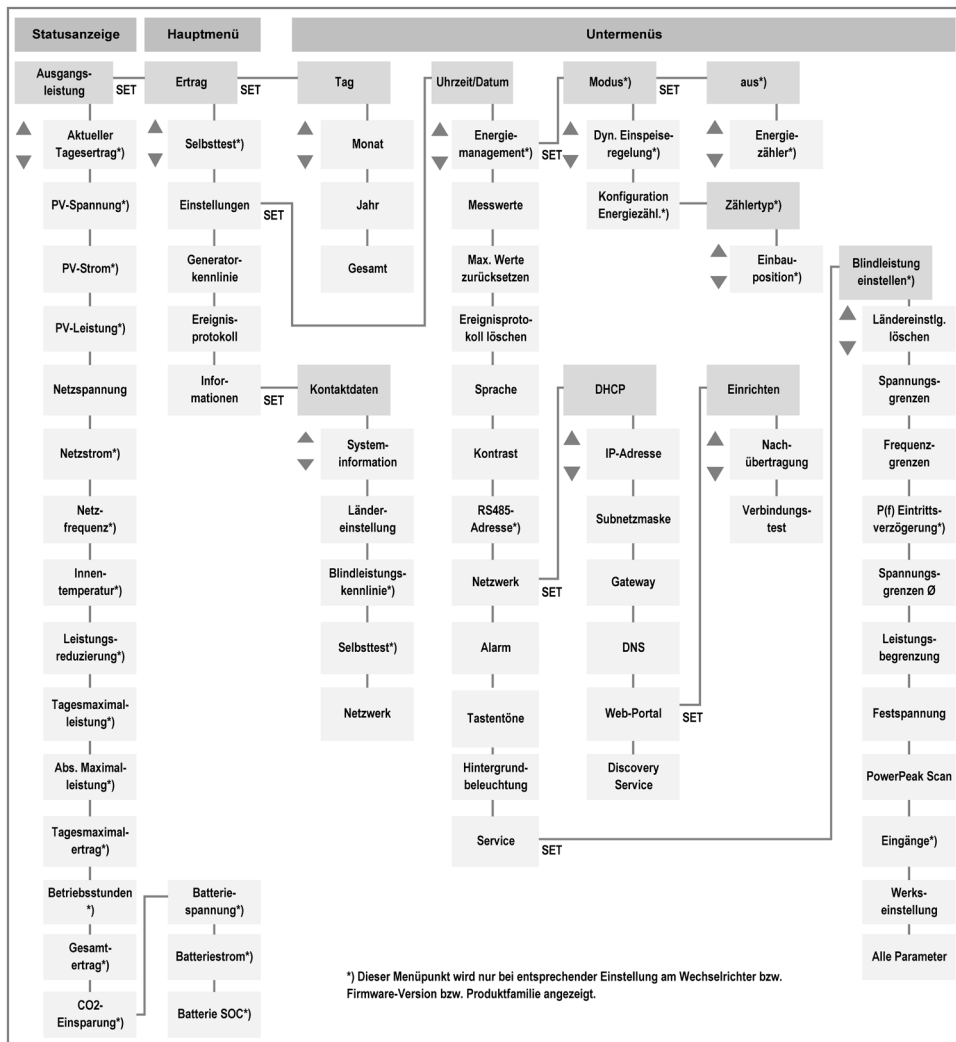 Statusanzeige
Hauptmenü
Untermenüs
Ausgangs-
leistung
SET
Aktueller
Tagesertrag*)
PV-Spannung*)
PV-Strom*)
PV-Leistung*)
Netzspannung
Netzstrom*)
Netz-
frequenz*)
Innen-
temperatur*)
Leistungs-
reduzierung*)
Tagesmaximal-
leistung*)
Abs. Maximal-
leistung*)
Tagesmaximal-
ertrag*)
Betriebsstunden
*)
Gesamt-
ertrag*)
CO2-
Einsparung*)
Batterie-
spannung*)
Batteriestrom*)
Batterie SOC*)
Ertrag
SET
Selbsttest*)
Einstellungen
SET
Generator-
kennlinie
Ereignis-
protokoll
Infor-
mationen
SET
Tag
Monat
Jahr
Gesamt
Kontaktdaten
System-
information
Länder-
einstellung
Blindleistungs-
kennlinie*)
Selbsttest*)
Netzwerk
Uhrzeit/Datum
Energie-
management*)
SET
Messwerte
Max. Werte
zurücksetzen
Ereignisproto-
koll löschen
Sprache
Kontrast
RS485-
Adresse*)
Netzwerk
SET
Alarm
Tastentöne
Hintergrund-
beleuchtung
Service
SET
Modus*)
SET
Dyn. Einspeise-
regelung*)
Konfiguration
Energiezähl.*)
aus*)
Energie-
zähler*)
Zählertyp*)
Einbau-
position*)
DHCP
IP-Adresse
Subnetzmaske
Gateway
DNS
Web-Portal
SET
Discovery
Service
Einrichten
Nach-
übertragung
Verbindungs-
test
Blindleistung
einstellen*)
Ländereinstlg.
löschen
Spannungs-
grenzen
Frequenz-
grenzen
P(f) Eintritts-
verzögerung*)
Spannungs-
grenzen Ø
Leistungs-
begrenzung
Festspannung
PowerPeak Scan
Eingänge*)
Werks-
einstellung
Alle Parameter
*) Dieser Menüpunkt wird nur bei entsprechender Einstellung am Wechselrichter bzw.
Firmware-Version bzw. Produktfamilie angezeigt.